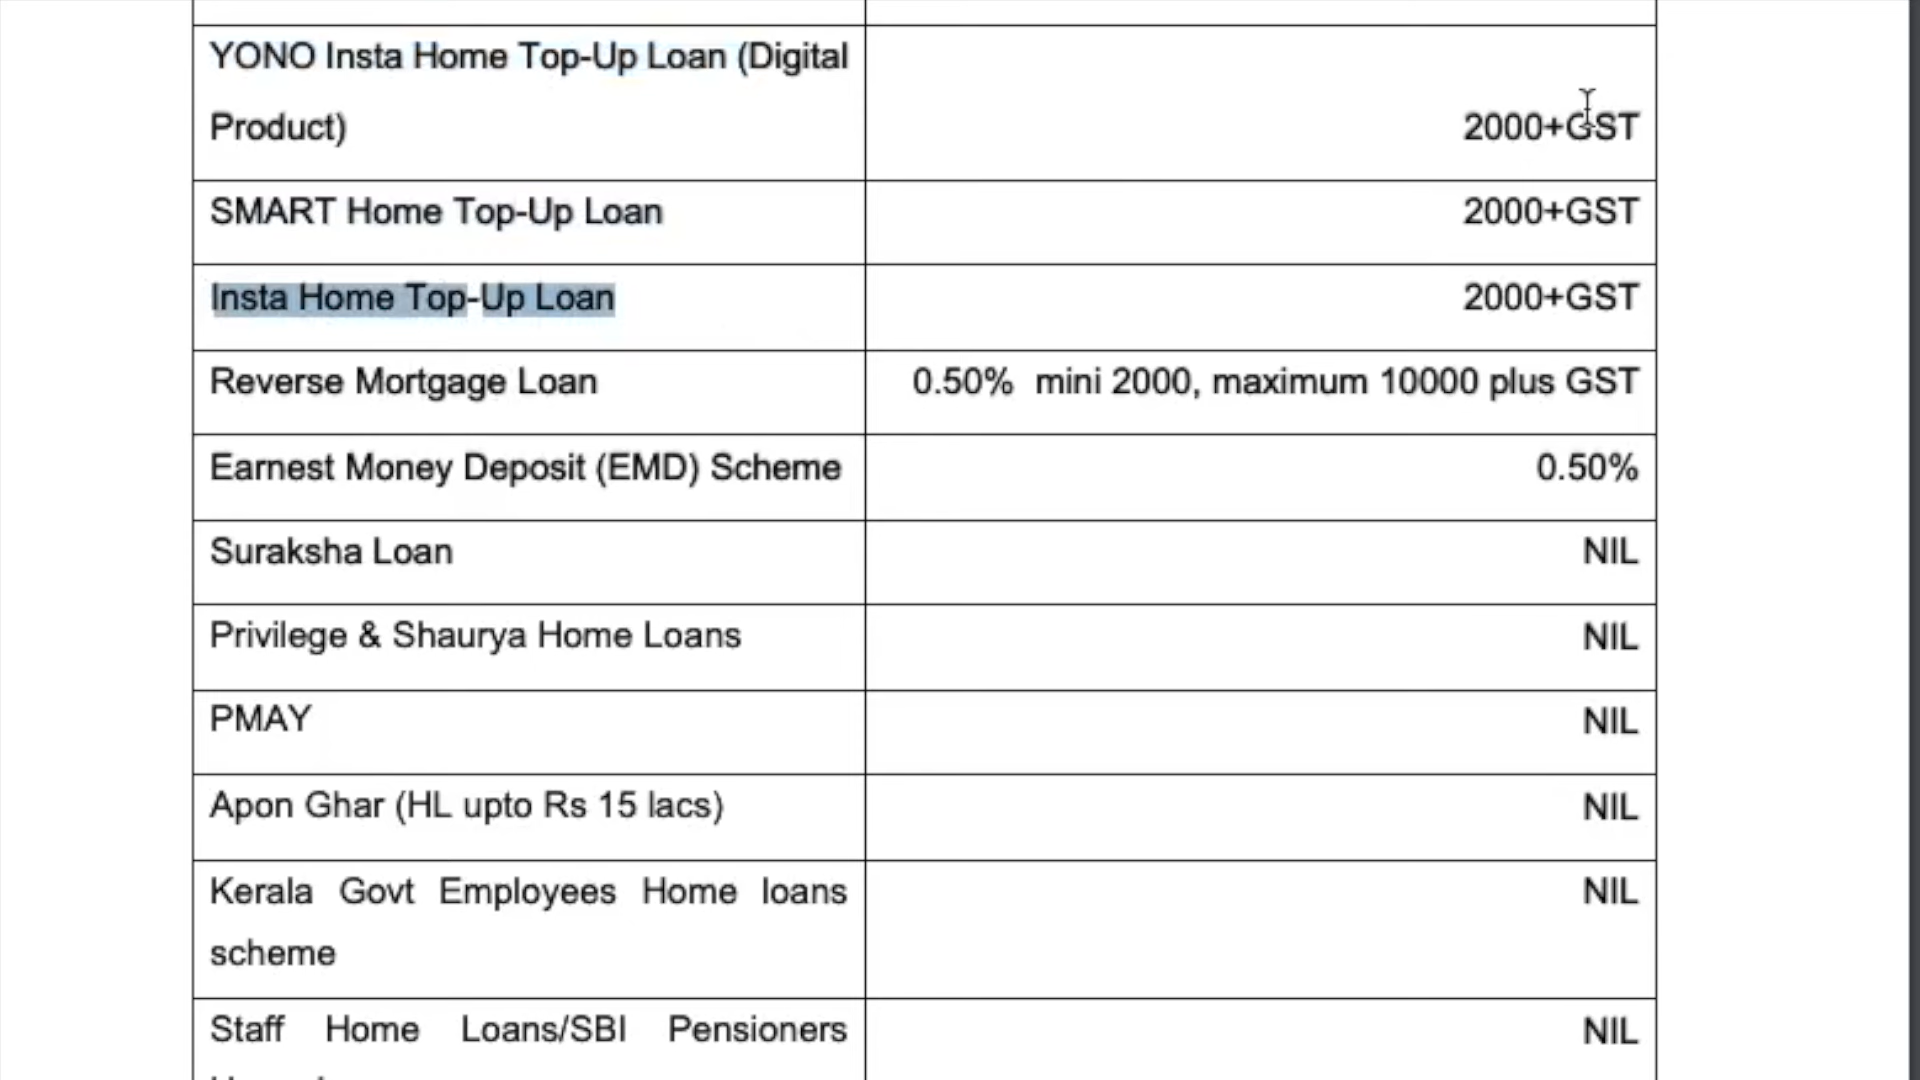 YONO Insta Home Top-Up Loan (Digital
Product)
2000+GST
SMART Home Top-Up Loan
2000+GST
Insta Home Top-Up Loan
2000+GST
Reverse Mortgage Loan
0.50% mini 2000, maximum 10000 plus GST
Earnest Money Deposit (EMD) Scheme
0.50%
Suraksha Loan
NIL
Privilege & Shaurya Home Loans
NIL
PMAY
NIL
Apon Ghar (HL upto Rs 15 lacs)
NIL
Kerala Govt Employees Home loans
scheme
NIL
Staff Home Loans/SBI Pensioners
NIL